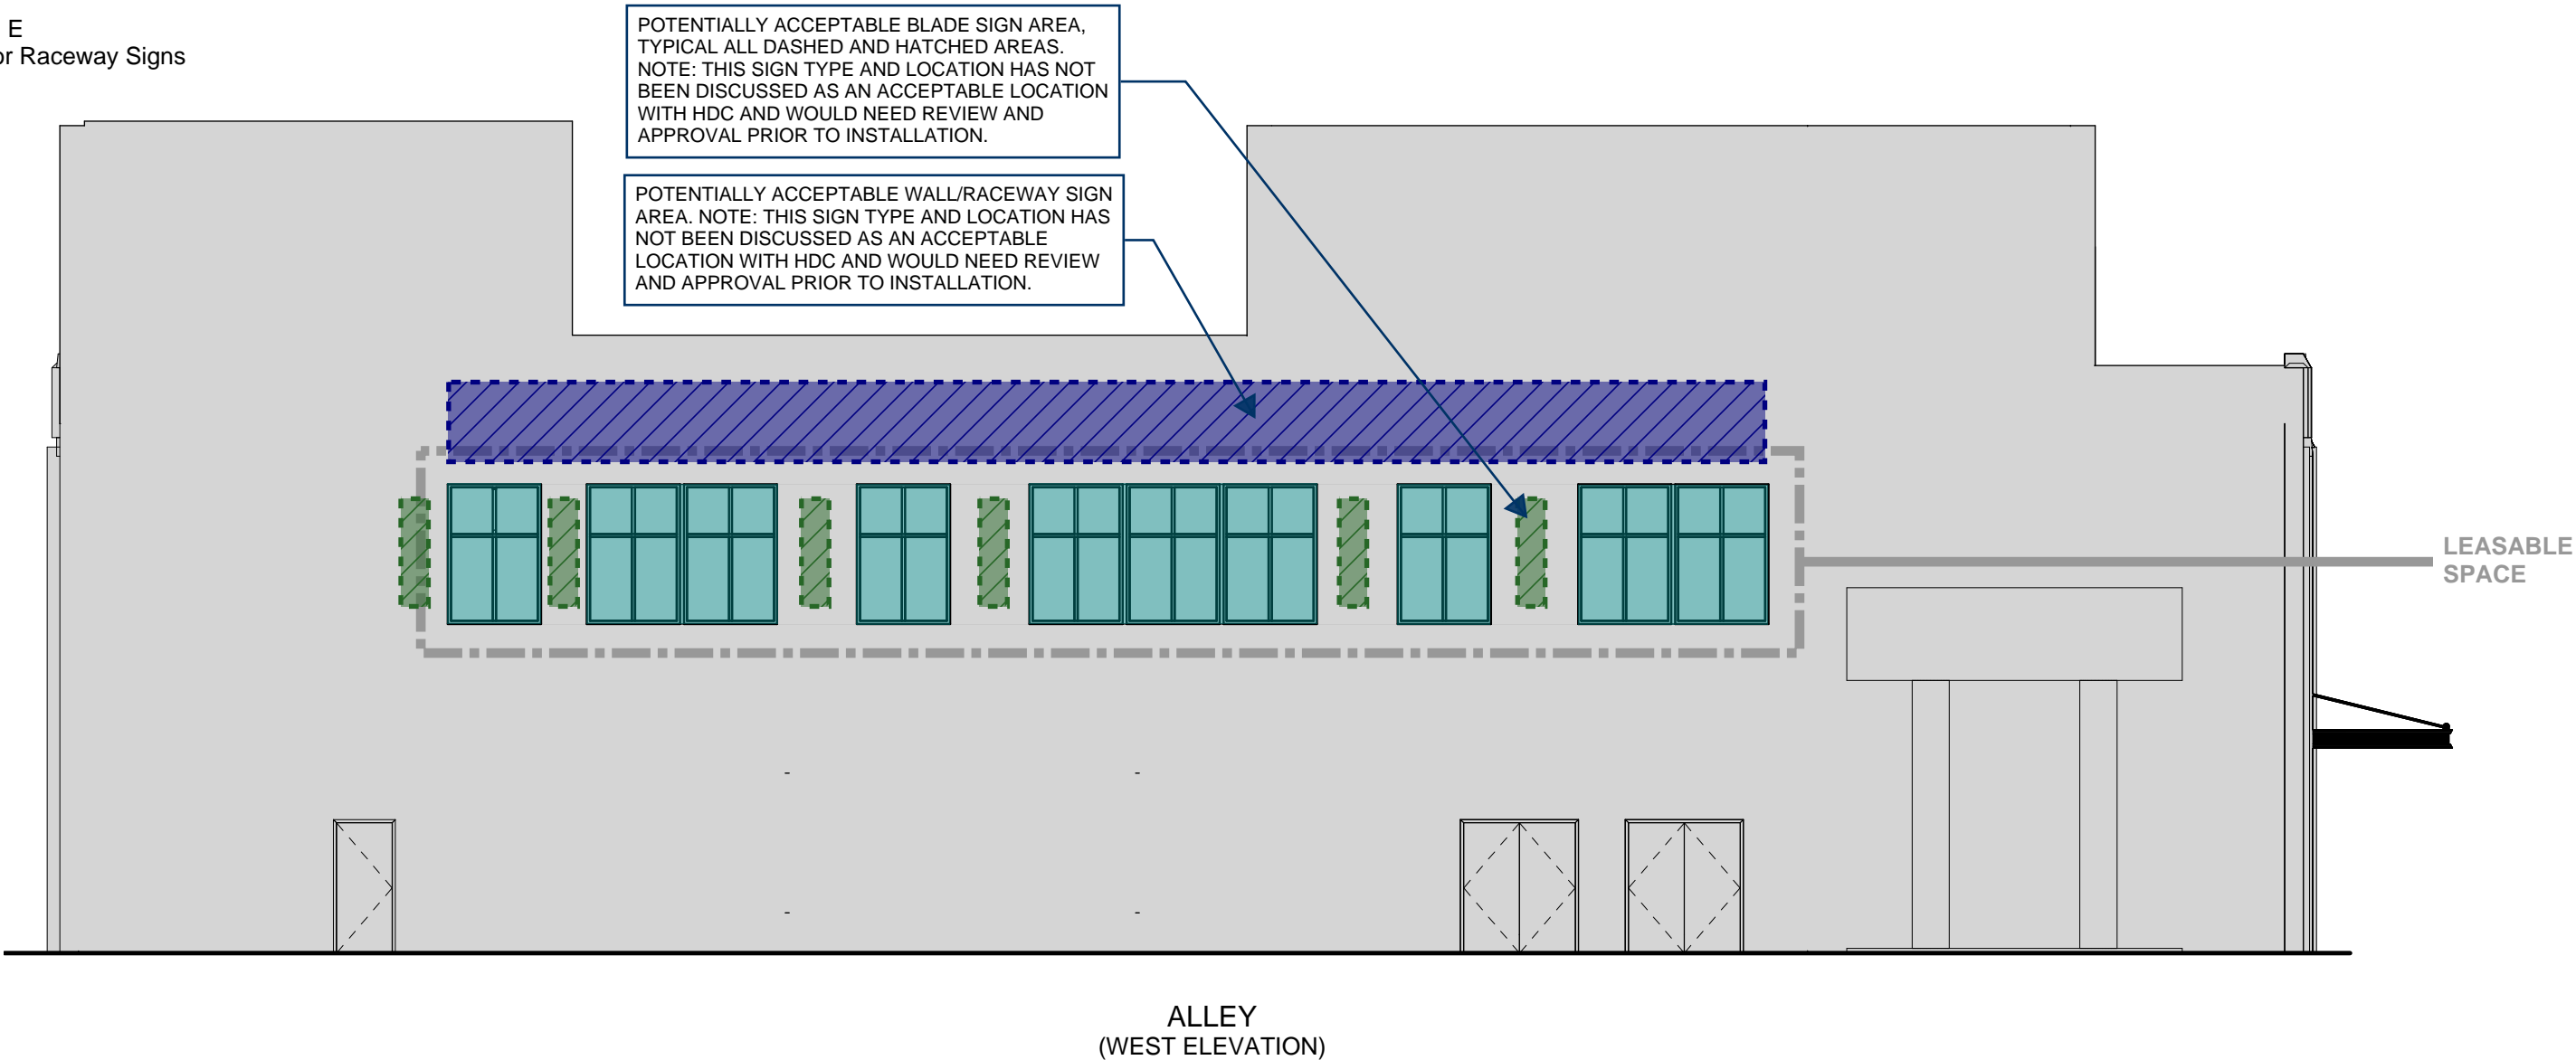 E
or Raceway Signs
POTENTIALLY ACCEPTABLE BLADE SIGN AREA,
TYPICAL ALL DASHED AND HATCHED AREAS.
NOTE: THIS SIGN TYPE AND LOCATION HAS NOT
BEEN DISCUSSED AS AN ACCEPTABLE LOCATION
WITH HDC AND WOULD NEED REVIEW AND
APPROVAL PRIOR TO INSTALLATION.
POTENTIALLY ACCEPTABLE WALL/RACEWAY SIGN
AREA. NOTE: THIS SIGN TYPE AND LOCATION HAS
NOT BEEN DISCUSSED AS AN ACCEPTABLE
LOCATION WITH HDC AND WOULD NEED REVIEW
AND APPROVAL PRIOR TO INSTALLATION.
LEASABLE
SPACE
ALLEY
(WEST ELEVATION)